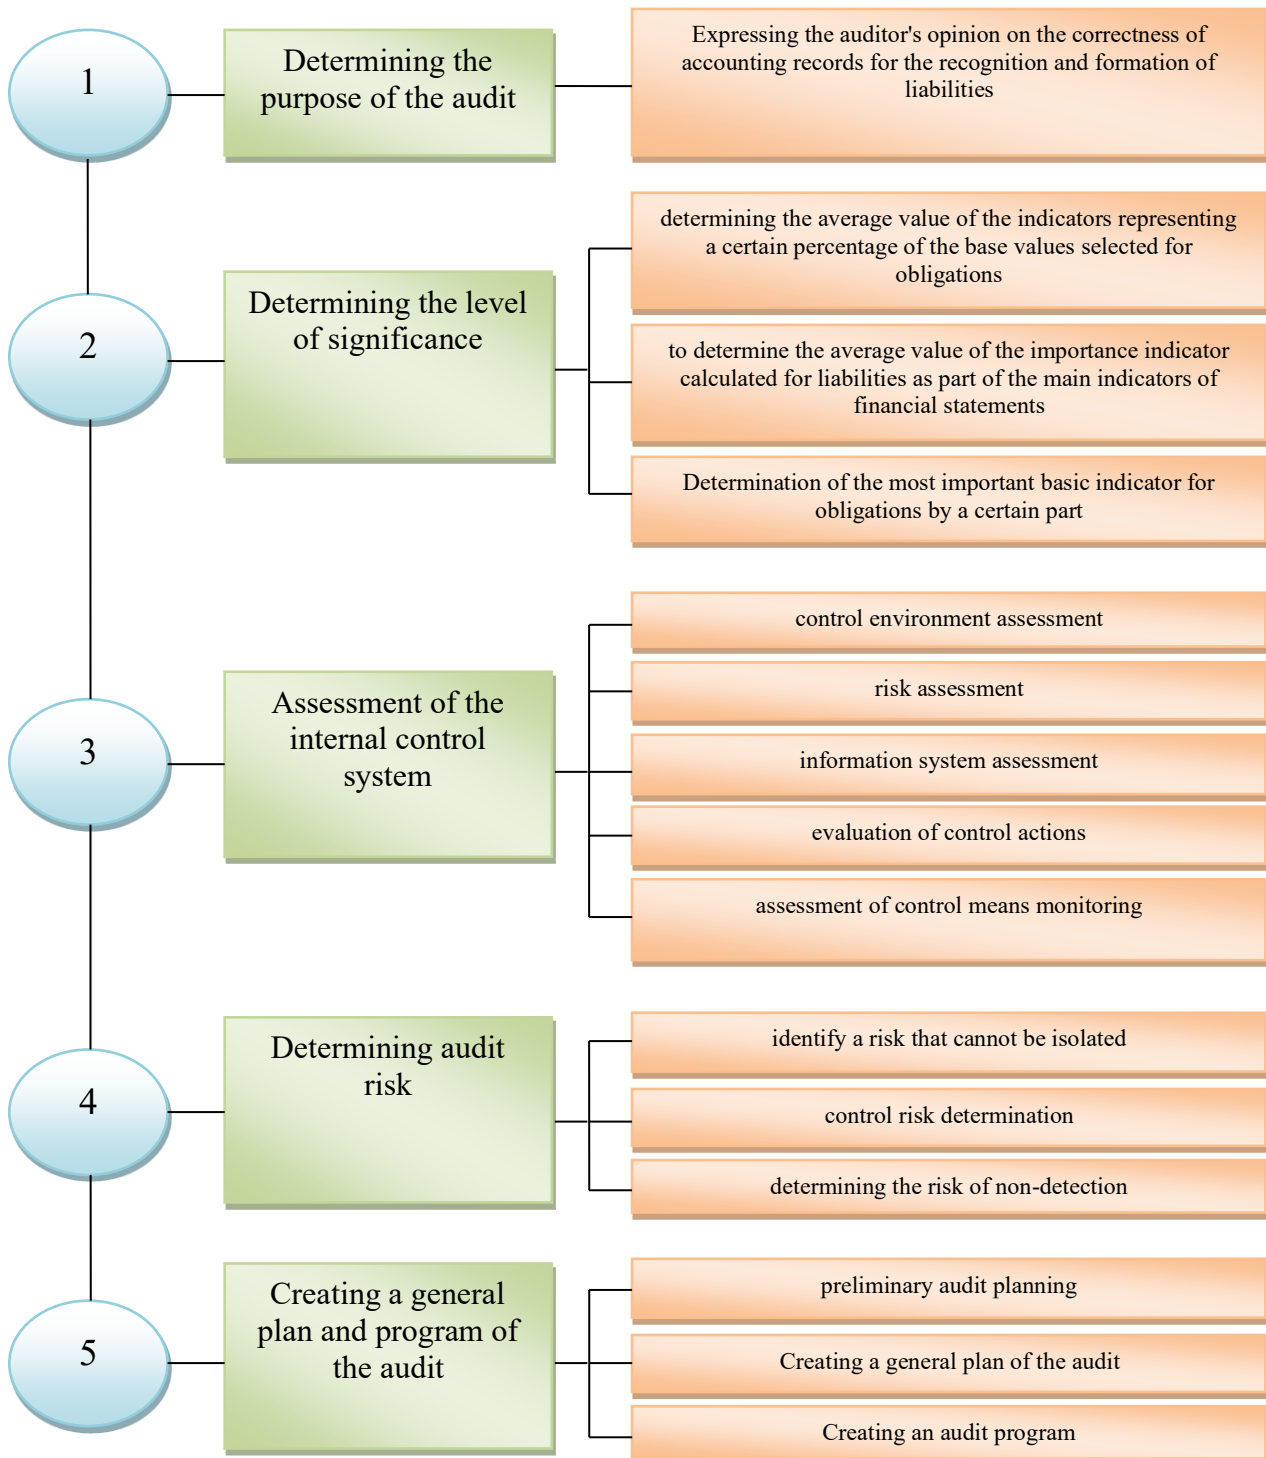 1
Determining the
purpose of the audit
Expressing the auditor's opinion on the correctness of
accounting records for the recognition and formation of
liabilities
2
Determining the level
of significance
determining the average value of the indicators representing
a certain percentage of the base values selected for
obligations
to determine the average value of the importance indicator
calculated for liabilities as part of the main indicators of
financial statements
Determination of the most important basic indicator for
obligations by a certain part
3
Assessment of the
internal control
system
control environment assessment
risk assessment
information system assessment
evaluation of control actions
assessment of control means monitoring
4
Determining audit
risk
identify a risk that cannot be isolated
control risk determination
determining the risk of non-detection
5
Creating a general
plan and program of
the audit
preliminary audit planning
Creating a general plan of the audit
Creating an audit program